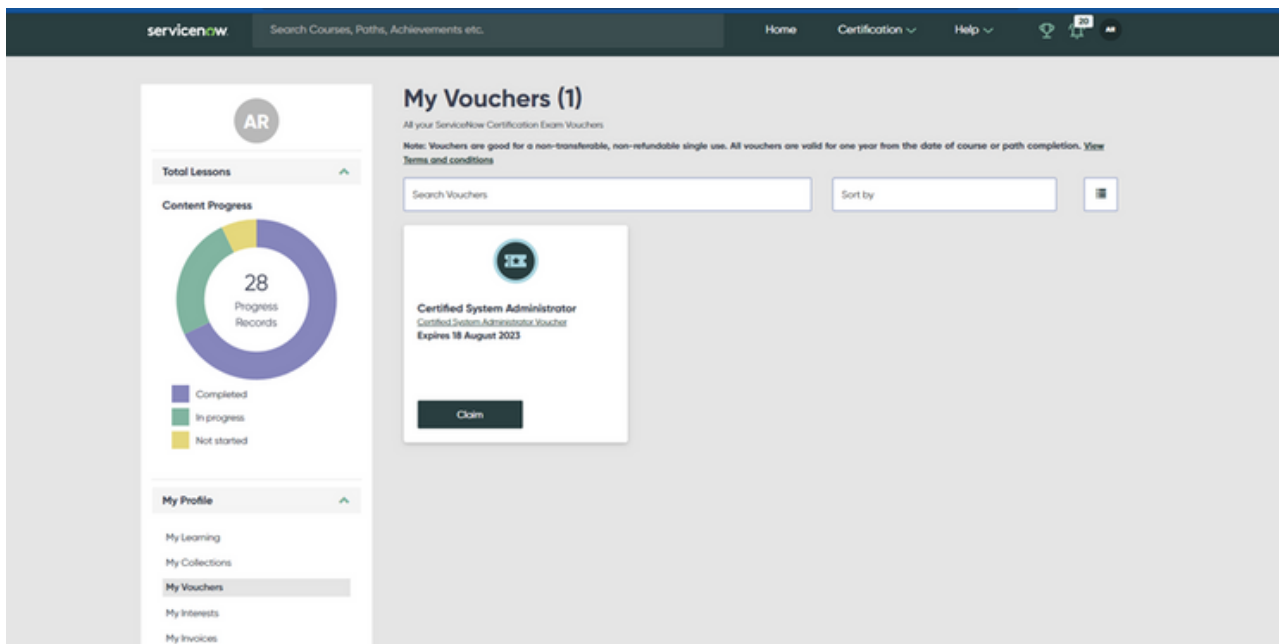 servicenow
Search Courses, Paths, Achievements etc.
Home
Certification
Help
20
AR
AR
Total Lessons
Content Progress
28
Progress
Records
Completed
In progress
Not started
My Profile
My Learning
My Collections
My Vouchers
My Interests
My Invoices
My Vouchers (1)
All your ServiceNow Certification Exam Vouchers
Note: Vouchers are good for a non-transferable, non-refundable single use. All vouchers are valid for one year from the date of course or path completion. View
Terms and conditions
Search Vouchers
Sort by
Certified System Administrator
Certified System Administrator Voucher
Expires 18 August 2023
Claim